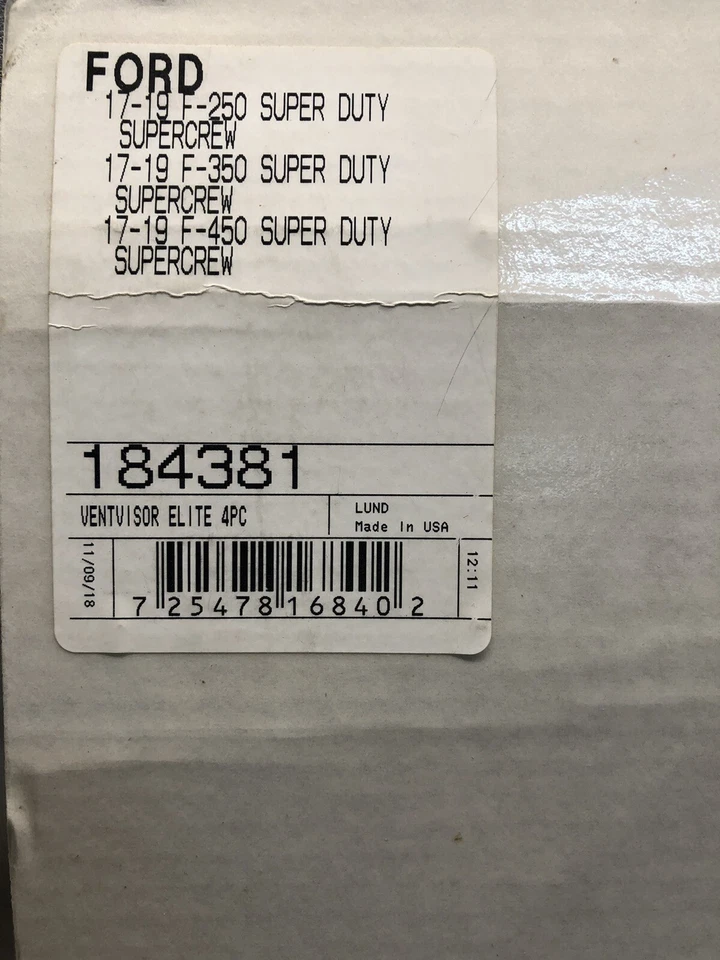 FORD
17-19 F-250 SUPER DUTY
SUPERCREW
17-19 F-350 SUPER DUTY
SUPERCREW
17-19 F-450 SUPER DUTY
SUPERCREW
184381
VENTVISOR ELITE 4PC
LUND
Made In USA
11/09/18
12:11
7 25478 16840 2